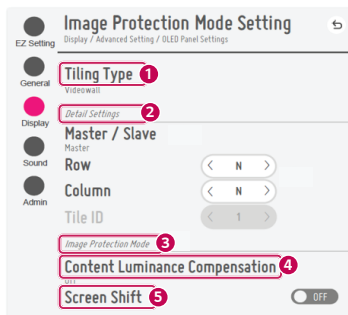 Image Protection Mode Setting
EZ Setting
Display / Advanced Setting / OLED Panel Settings
Tiling Type 1
General
Videowall
Detail Settings 2
Display
Master / Slave
Master
Sound
Row < N >
Column < N >
Admin
Tile ID < 1 >
Image Protection Mode 3
Content Luminance Compensation 4
Off
Screen Shift 5 OFF